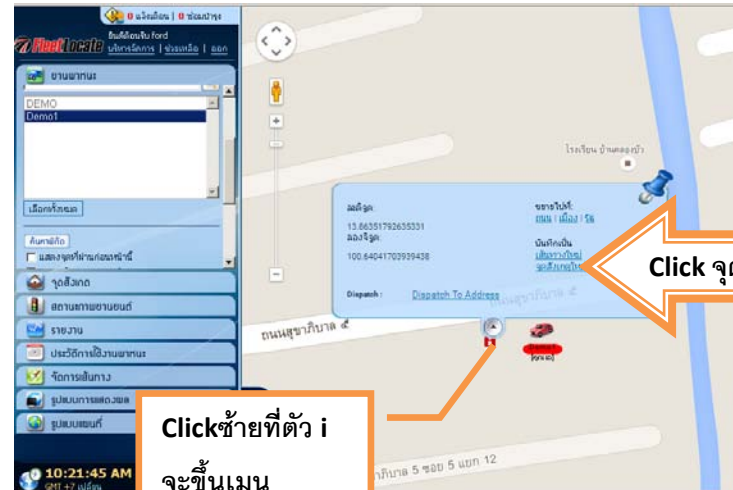 0 แจ้งเตือน | 0 ซ่อมบำรุง
FleetLocate
ยินดีต้อนรับ ford
บริหารจัดการ | ช่วยเหลือ | ออก
ยานพาหนะ
DEMO
Demo1
เลือกทั้งหมด
ค้นหาพิกัด
แสดงจุดที่ผ่านก่อนหน้านี้
จุดสังเกต
สถานภาพยานยนต์
รายงาน
ประวัติการใช้งานพาหนะ
จัดการเส้นทาง
รูปแบบการแสดงผล
รูปแบบแผนที่
10:21:45 AM
GMT +7 เปลี่ยน
โรงเรียน บ้านคลองบัว
ละติจูด:
13.86351792635331
ลองจิจูด:
100.64041703939438
ขยายไปที่:
ถนน | เมือง | รัฐ
บันทึกเป็น
เส้นทางใหม่
จุดสังเกตใหม่
Dispatch :
Dispatch To Address
Click
ถนนสุขาภิบาล ๕
Demo1
Clickซ้ายที่ตัว i
จะขึ้นเมนู
5 ซอย 5 แยก 12